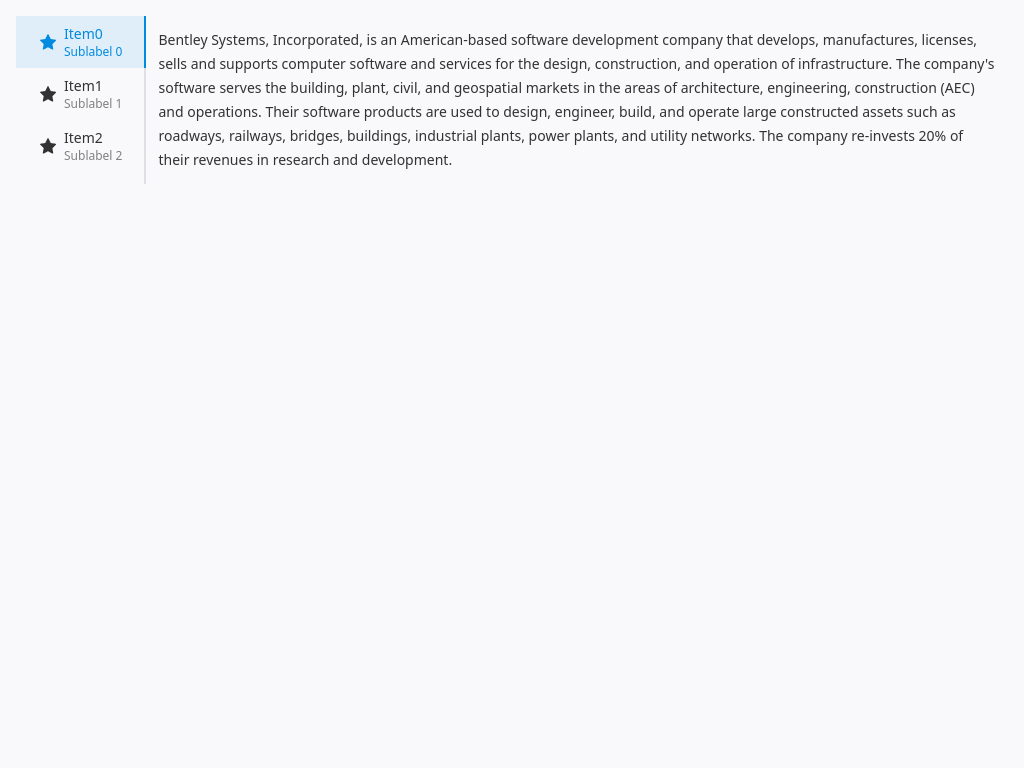 Item0
Sublabel 0
Item1
Sublabel 1
Item2
Sublabel 2
Bentley Systems, Incorporated, is an American-based software development company that develops, manufactures, licenses,
sells and supports computer software and services for the design, construction, and operation of infrastructure. The company's
software serves the building, plant, civil, and geospatial markets in the areas of architecture, engineering, construction (AEC)
and operations. Their software products are used to design, engineer, build, and operate large constructed assets such as
roadways, railways, bridges, buildings, industrial plants, power plants, and utility networks. The company re-invests 20% of
their revenues in research and development.